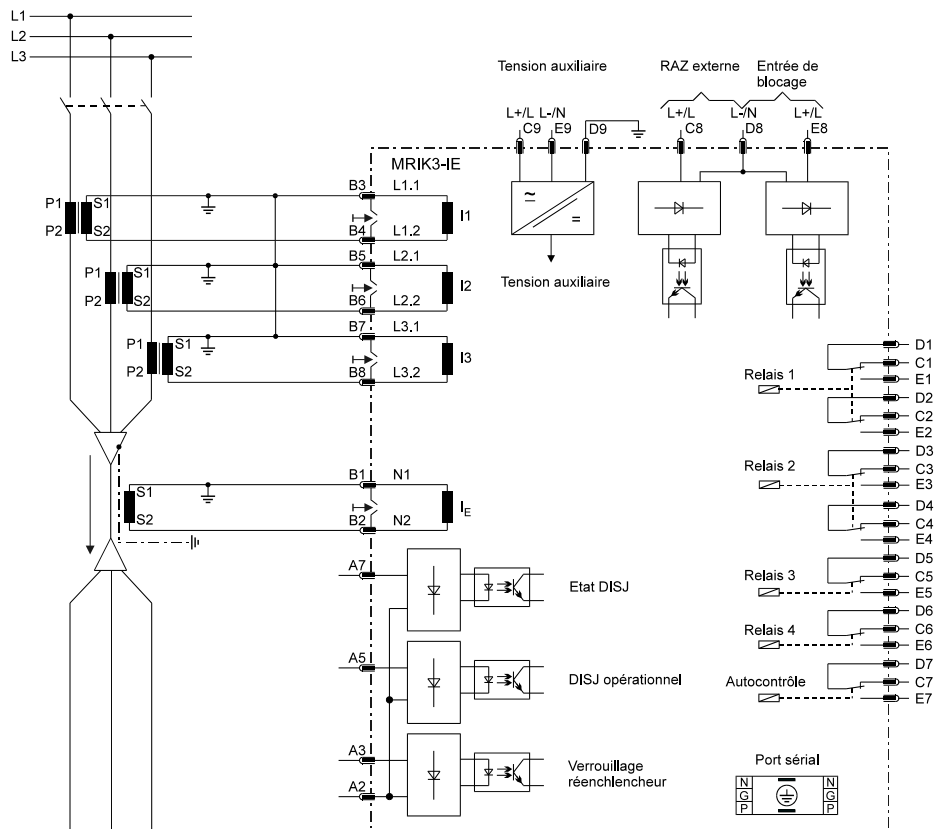 L1
L2
L3
Tension auxiliaire
RAZ externe
Entrée de
blocage
L+/L L-/N
C9 E9 D9
L+/L L-/N L+/L
C8 D8 E8
MRIK3-IE
B3 L1.1
P1 S1
I1
P2 S2
B4 L1.2
B5 L2.1
P1 S1
I2
P2 S2
B6 L2.2
B7 L3.1
P1 S1
I3
P2 S2
B8 L3.2
~
=
Tension auxiliaire
B1 N1
S1
IE
S2
B2 N2
A7
Etat DISJ
A5
DISJ opérationnel
A3
Verrouillage
réenchlencheur
A2
D1
C1
Relais 1
E1
D2
C2
E2
D3
Relais 2
C3
E3
D4
C4
E4
D5
Relais 3
C5
E5
D6
Relais 4
C6
E6
D7
Autocontrôle
C7
E7
Port sérial
N N
G G
P P